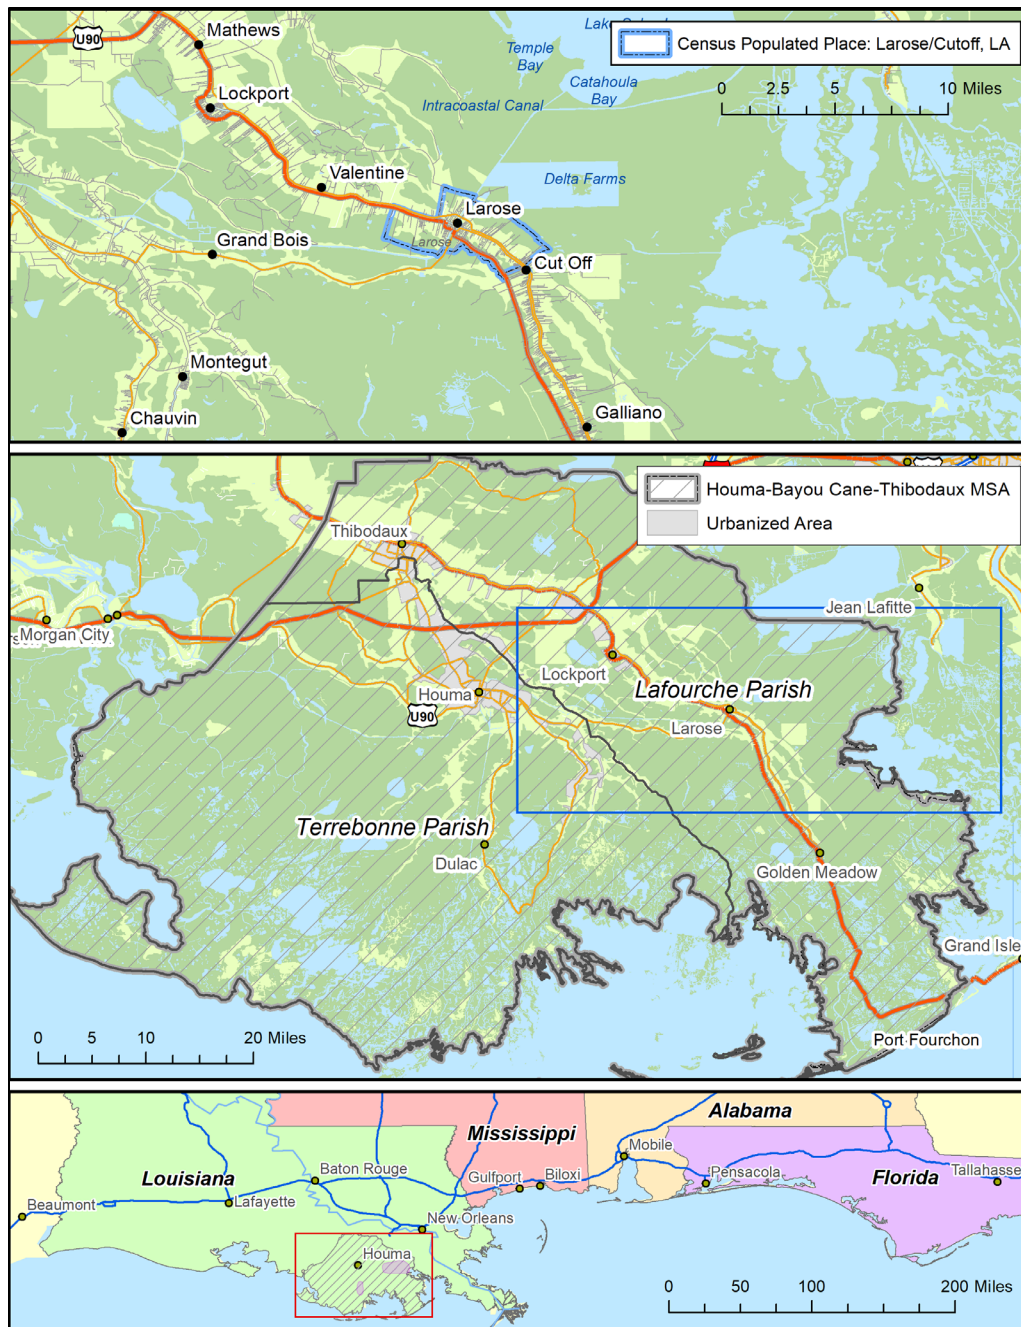 Mathews
U90
Lake
Census Populated Place: Larose/Cutoff, LA
Temple
Bay
Catahoula
Bay
0 2.5 5 10 Miles
Lockport
Intracoastal Canal
Valentine
Delta Farms
Larose
Larose
Grand Bois
Cut Off
Montegut
Chauvin
Galliano
Houma-Bayou Cane-Thibodaux MSA
Urbanized Area
Thibodaux
Jean Lafitte
Morgan City
Lockport
Lafourche Parish
Houma
U90
Larose
Terrebonne Parish
Dulac
Golden Meadow
Grand Isle
0 5 10 20 Miles
Port Fourchon
Alabama
Mississippi
Mobile
Baton Rouge
Louisiana
Gulfport
Biloxi
Pensacola
Florida
Tallahasse
Beaumont
Lafayette
New Orleans
Houma
0 50 100 200 Miles